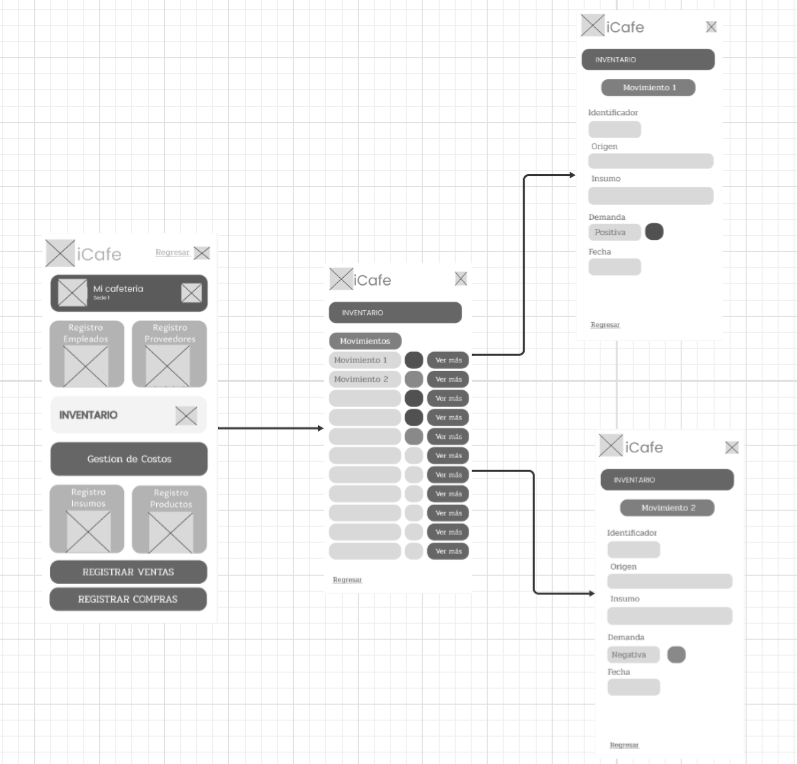 iCafe
Regresar
Mi cafeteria
Sede 1
Registro
Empleados
Registro
Proveedores
INVENTARIO
Gestion de Costos
Registro
Insumos
Registro
Productos
REGISTRAR VENTAS
REGISTRAR COMPRAS
iCafe
INVENTARIO
Movimientos
Movimiento 1
Ver más
Movimiento 2
Ver más
Ver más
Ver más
Ver más
Ver más
Ver más
Ver más
Ver más
Ver más
Ver más
Regresar
iCafe
INVENTARIO
Movimiento 1
Identificador
Origen
Insumo
Demanda
Positiva
Fecha
Regresar
iCafe
INVENTARIO
Movimiento 2
Identificador
Origen
Insumo
Demanda
Negativa
Fecha
Regresar